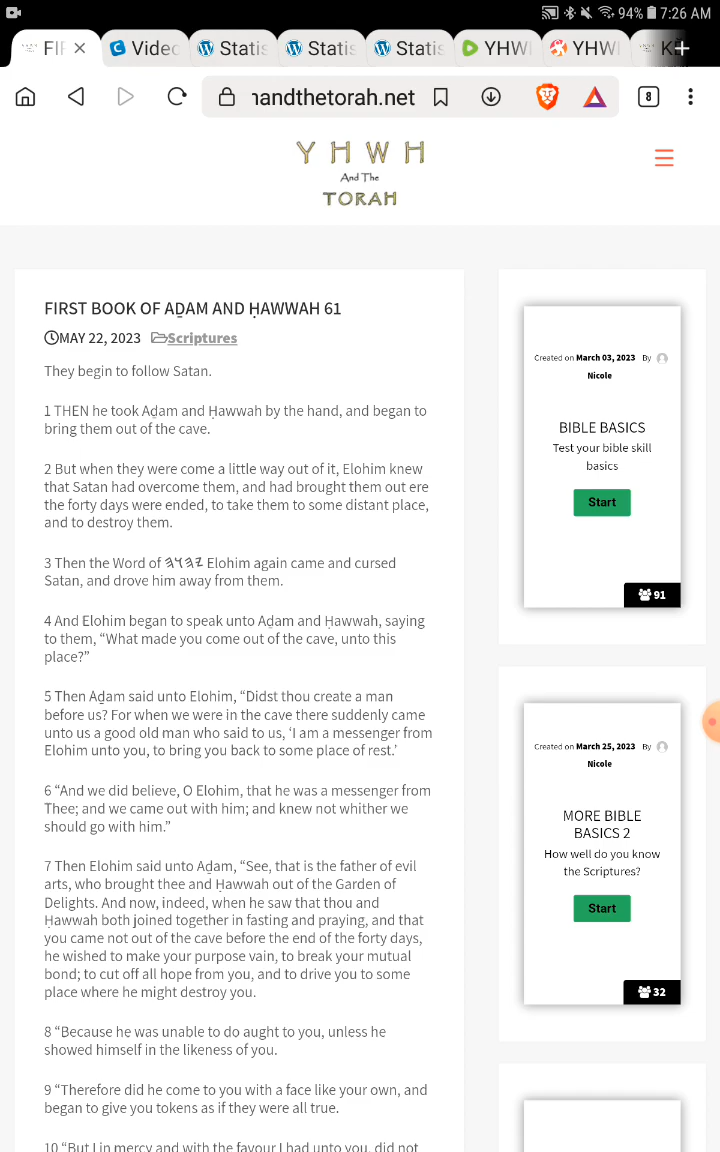 94% 7:26 AM
FIF
Videc
Statis
Statis
Statis
YHWI
YHWI
K
nandthetorah.net
8
Y H W H
And The
TORAH
FIRST BOOK OF AḎAM AND ḤAWWAH 61
MAY 22, 2023 Scriptures
They begin to follow Satan.
1 THEN he took Aḏam and Ḥawwah by the hand, and began to
bring them out of the cave.
2 But when they were come a little way out of it, Elohim knew
that Satan had overcome them, and had brought them out ere
the forty days were ended, to take them to some distant place,
and to destroy them.
3 Then the Word of 𐤉𐤄𐤅𐤄 Elohim again came and cursed
Satan, and drove him away from them.
4 And Elohim began to speak unto Aḏam and Ḥawwah, saying
to them, “What made you come out of the cave, unto this
place?”
5 Then Aḏam said unto Elohim, “Didst thou create a man
before us? For when we were in the cave there suddenly came
unto us a good old man who said to us, ‘I am a messenger from
Elohim unto you, to bring you back to some place of rest.’
6 “And we did believe, O Elohim, that he was a messenger from
Thee; and we came out with him; and knew not whither we
should go with him.”
7 Then Elohim said unto Aḏam, “See, that is the father of evil
arts, who brought thee and Ḥawwah out of the Garden of
Delights. And now, indeed, when he saw that thou and
Ḥawwah both joined together in fasting and praying, and that
you came not out of the cave before the end of the forty days,
he wished to make your purpose vain, to break your mutual
bond; to cut off all hope from you, and to drive you to some
place where he might destroy you.
8 “Because he was unable to do aught to you, unless he
showed himself in the likeness of you.
9 “Therefore did he come to you with a face like your own, and
began to give you tokens as if they were all true.
10 “But I in mercy and with the favour I had unto you, did not
Created on March 03, 2023 By
Nicole
BIBLE BASICS
Test your bible skill
basics
Start
91
Created on March 25, 2023 By
Nicole
MORE BIBLE
BASICS 2
How well do you know
the Scriptures?
Start
32